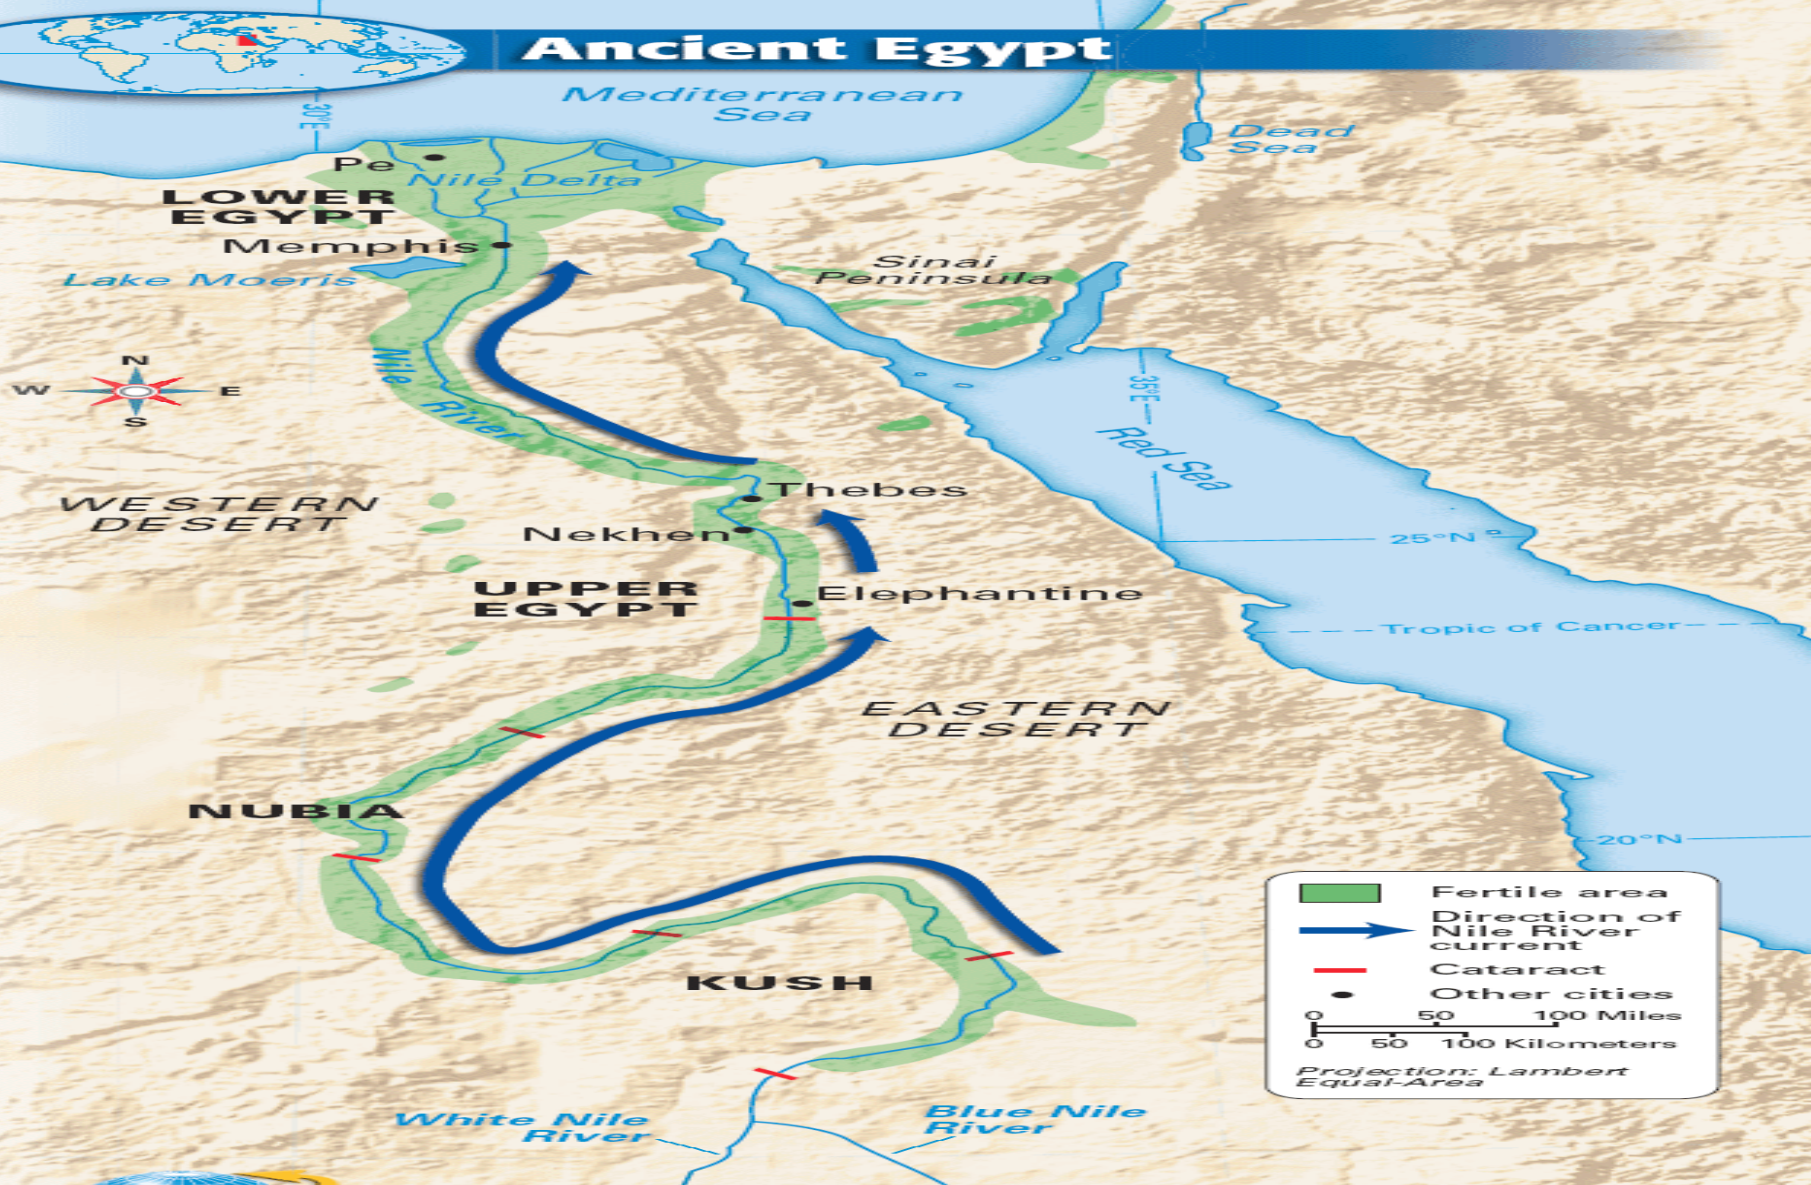 Ancient Egypt
30°E
Mediterranean
Sea
Dead
Sea
Pe
Nile Delta
LOWER
EGYPT
Memphis
Lake Moeris
Sinai
Peninsula
N
W
E
S
Nile
River
35°E
Red Sea
WESTERN
DESERT
Thebes
Nekhen
25°N
UPPER
EGYPT
Elephantine
Tropic of Cancer
EASTERN
DESERT
NUBIA
20°N
KUSH
White Nile
River
Blue Nile
River
Fertile area
Direction of
Nile River
current
Cataract
Other cities
0 50 100 Miles
0 50 100 Kilometers
Projection: Lambert
Equal-Area